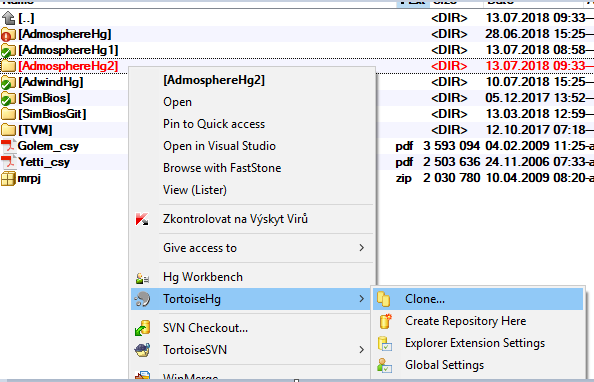 [..] <DIR> 13.07.2018 09:33
[AdmosphereHg] <DIR> 28.06.2018 15:25
[AdmosphereHg1] <DIR> 13.07.2018 08:58
[AdmosphereHg2] <DIR> 13.07.2018 09:33
[AdwindHg] <DIR> 10.07.2018 15:25
[SimBios] <DIR> 05.12.2017 13:52
[SimBiosGit] <DIR> 13.03.2018 12:59
[TVM] <DIR> 12.10.2017 07:18
Golem_csy pdf 3 593 094 04.02.2009 11:25-a
Yetti_csy pdf 2 503 636 24.11.2006 07:33-a
mrpj zip 2 030 780 10.04.2009 08:20-a
[AdmosphereHg2]
Open
Pin to Quick access
Open in Visual Studio
Browse with FastStone
View (Lister)
Zkontrolovat na Výskyt Virů
Give access to
Hg Workbench
TortoiseHg
SVN Checkout...
TortoiseSVN
WinMerge
Clone...
Create Repository Here
Explorer Extension Settings
Global Settings